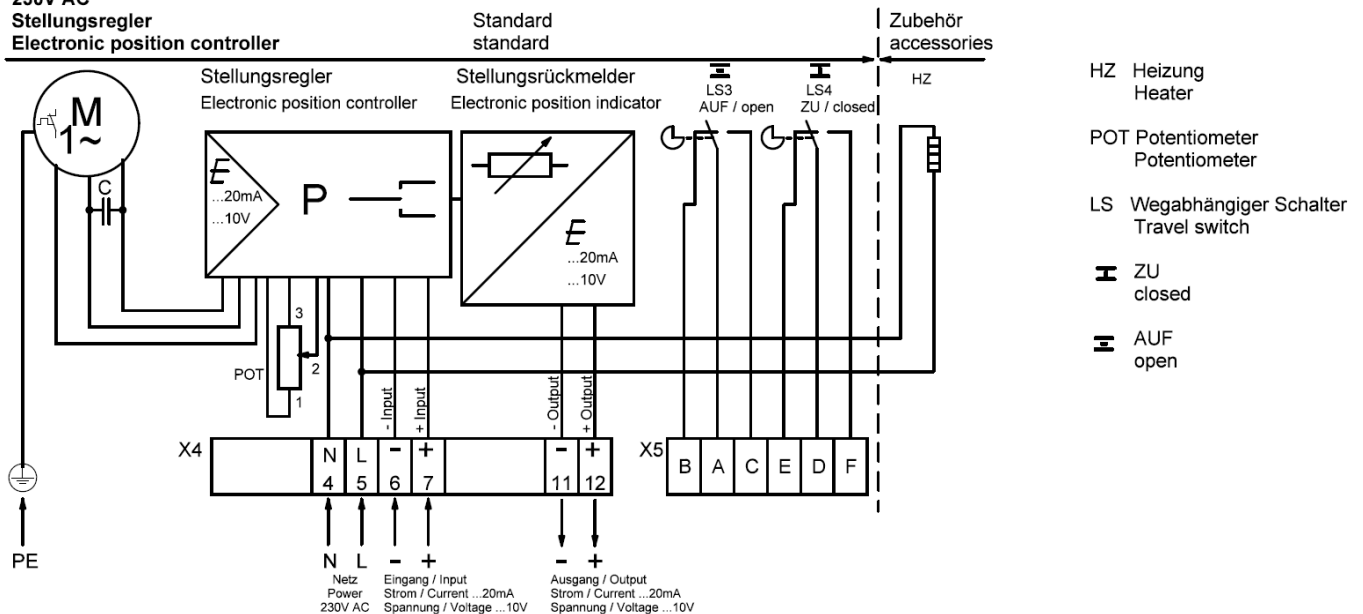 230V AC
Stellungsregler
Electronic position controller
Standard
standard
Zubehör
accessories
Stellungsregler
Electronic position controller
Stellungsrückmelder
Electronic position indicator
LS3
AUF / open
LS4
ZU / closed
HZ
M
1~
C
E
...20mA
...10V
P
E
...20mA
...10V
POT
3
2
1
- Input
+ Input
- Output
+ Output
X4
N L - + - +
4 5 6 7 11 12
X5
B A C E D F
PE
N L - + - +
Netz
Power
230V AC
Eingang / Input
Strom / Current ...20mA
Spannung / Voltage ...10V
Ausgang / Output
Strom / Current ...20mA
Spannung / Voltage ...10V
HZ Heizung
Heater
POT Potentiometer
Potentiometer
LS Wegabhängiger Schalter
Travel switch
ZU
closed
AUF
open